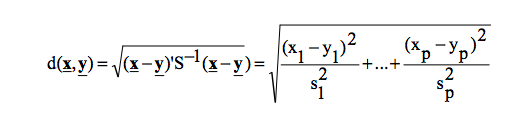 d(x,y) = √(x−y)'S⁻¹(x−y) = √(x₁−y₁)²/s₁² + ... + (xₚ−yₚ)²/sₚ²